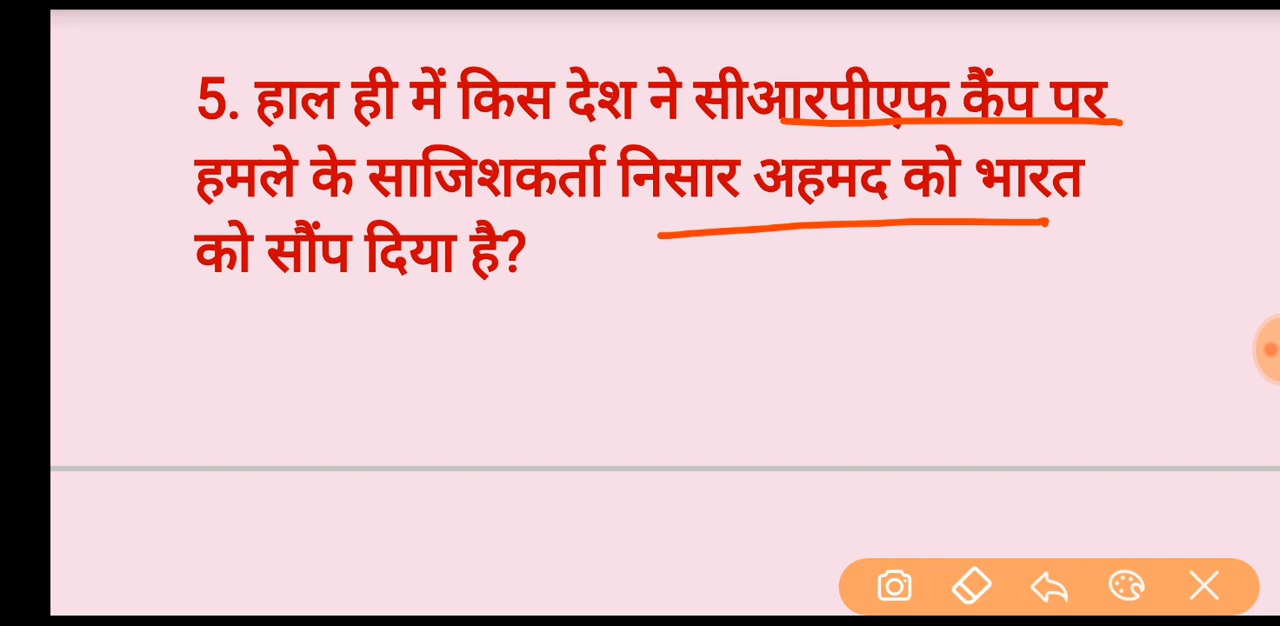 5. हाल ही में किस देश ने सीआरपीएफ कैंप पर
हमले के साजिशकर्ता निसार अहमद को भारत
को सौंप दिया है?